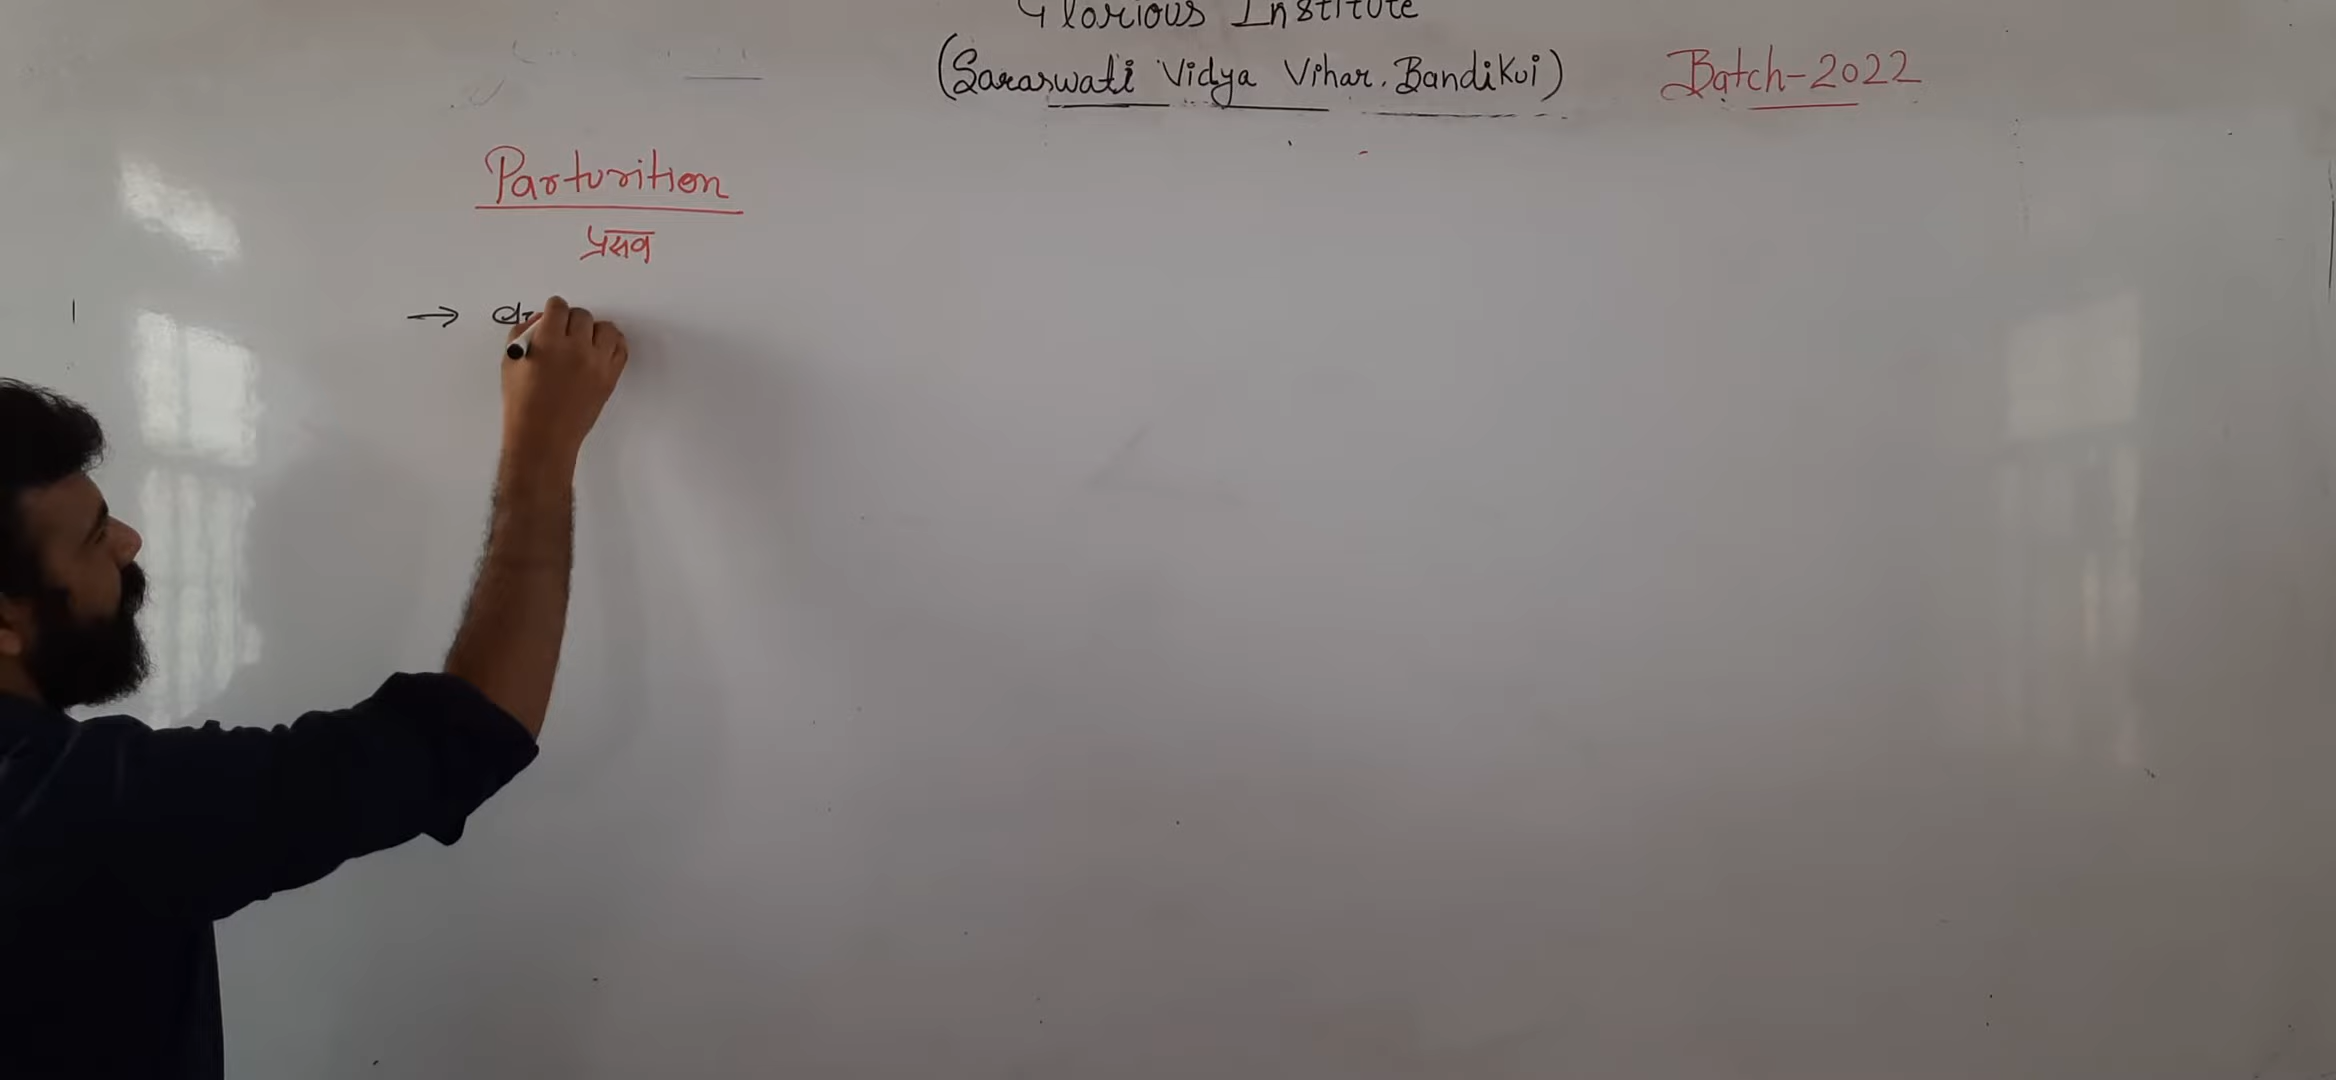 Glorious Institute
(Saraswati Vidya Vihar. Bandikui) Batch-2022
Parturition
प्रसव
→